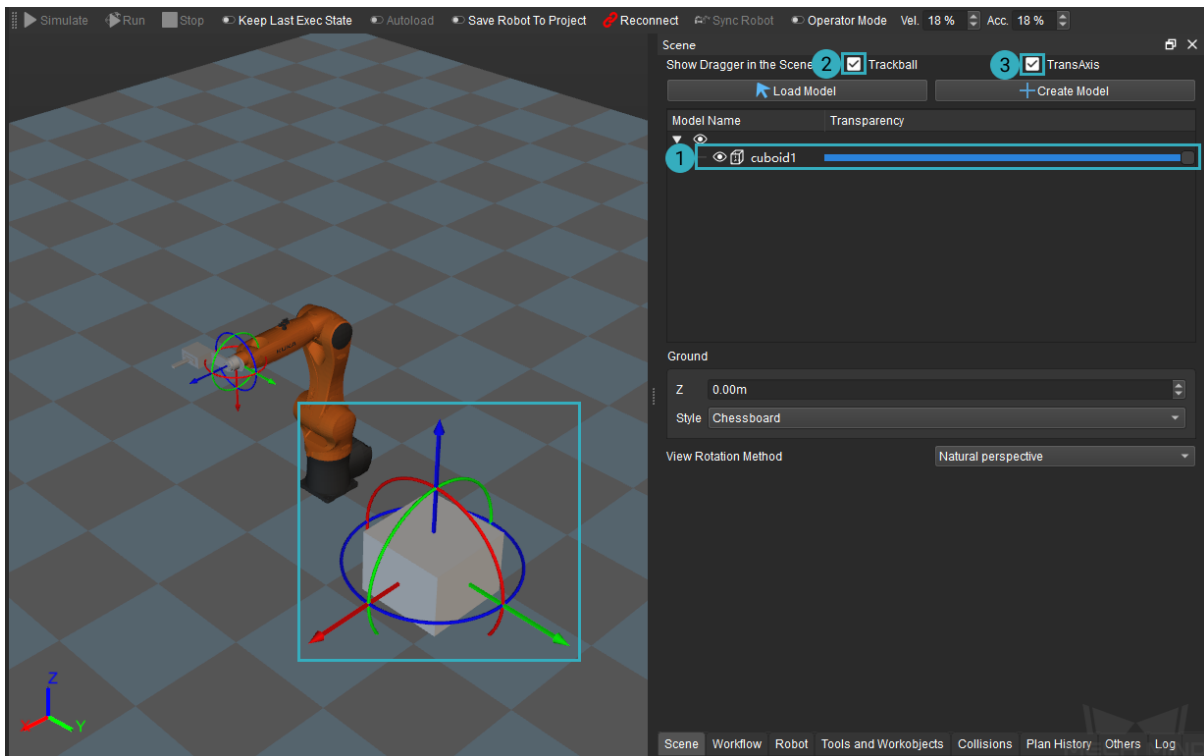 Simulate Run Stop Keep Last Exec State Autoload Save Robot To Project Reconnect Sync Robot Operator Mode Vel. 18 % Acc. 18 %
Scene
Show Dragger in the Scene 2 Trackball 3 TransAxis
Load Model Create Model
Model Name Transparency
1 cuboid1
Ground
Z 0.00m
Style Chessboard
View Rotation Method Natural perspective
KUKA
Z
X Y
Scene Workflow Robot Tools and Workobjects Collisions Plan History Others Log